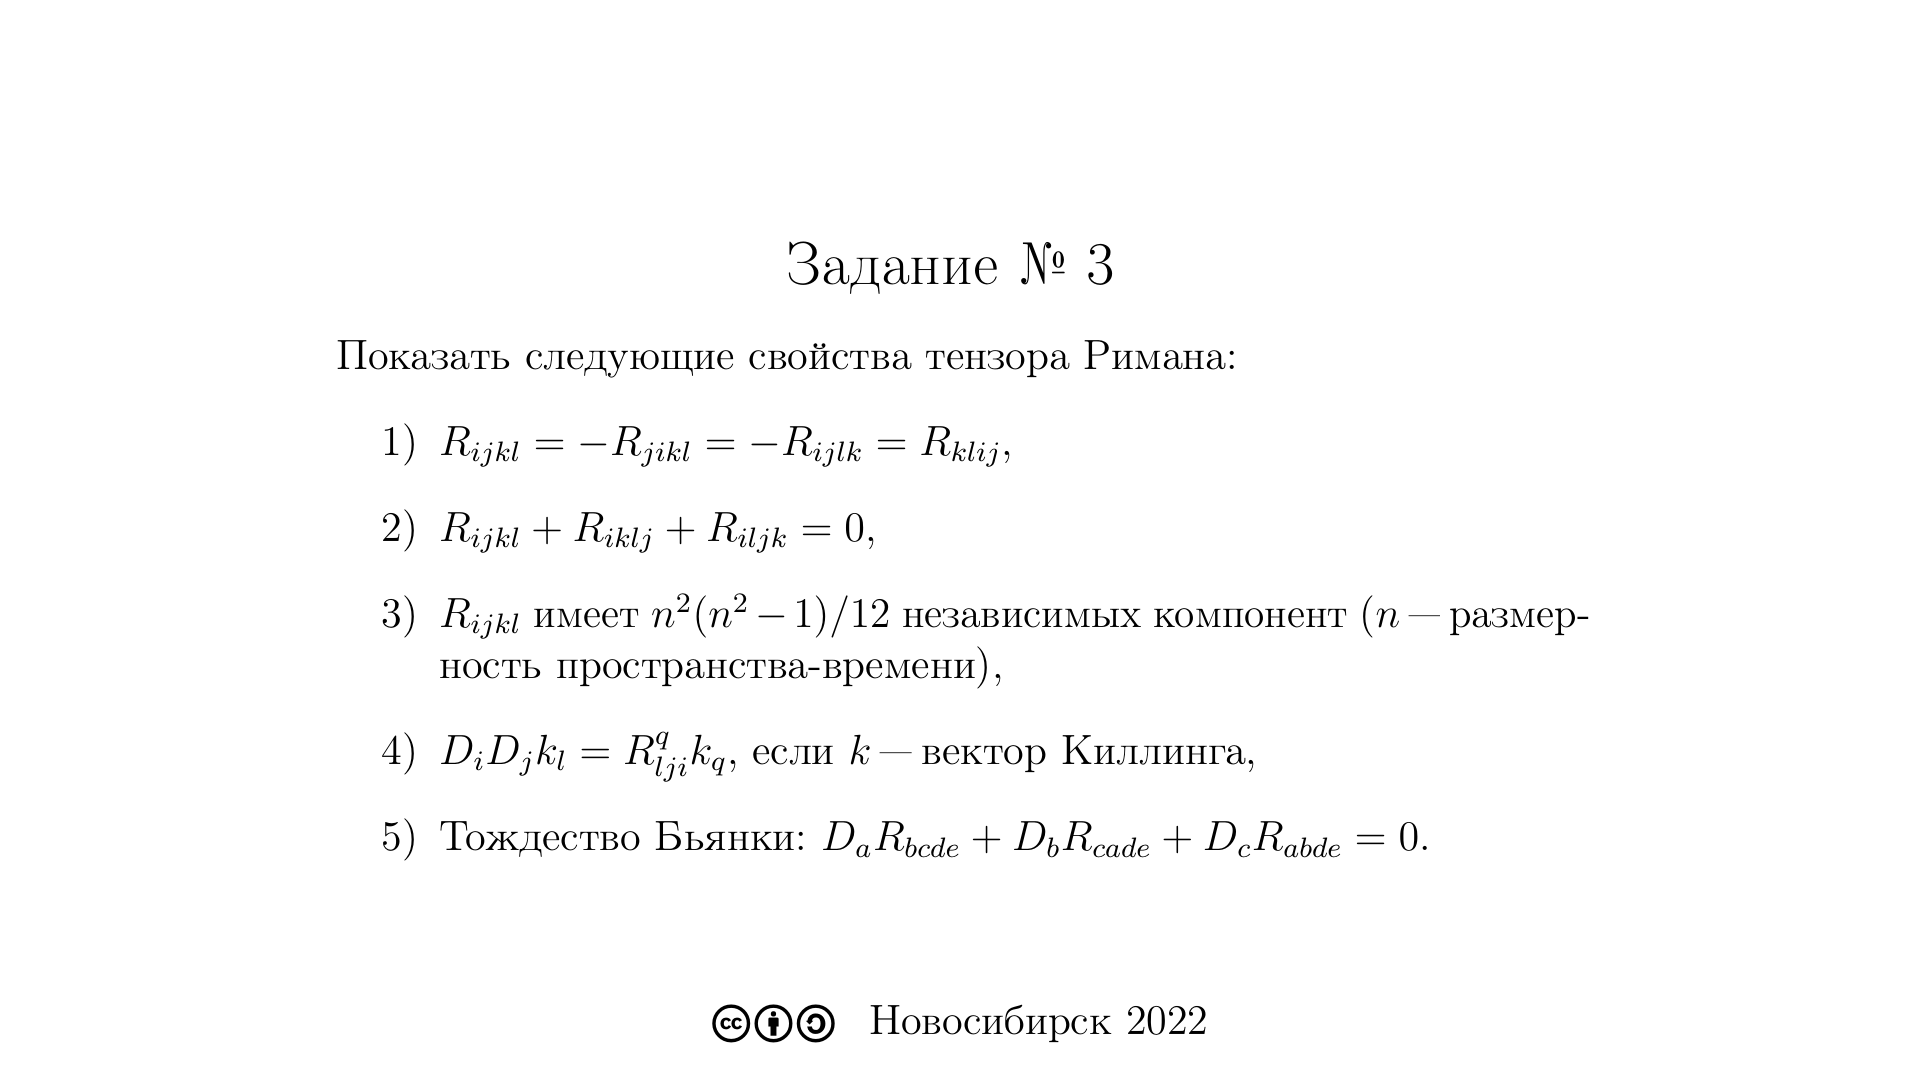 Задание № 3
Показать следующие свойства тензора Римана:
1) $R_{ijkl} = -R_{jikl} = -R_{ijlk} = R_{klij}$,
2) $R_{ijkl} + R_{iklj} + R_{iljk} = 0$,
3) $R_{ijkl}$ имеет $n^2(n^2 - 1)/12$ независимых компонент ($n$ — размер-
ность пространства-времени),
4) $D_i D_j k_l = R^q_{lji} k_q$, если $k$ — вектор Киллинга,
5) Тождество Бьянки: $D_a R_{bcde} + D_b R_{cade} + D_c R_{abde} = 0$.
cc Новосибирск 2022